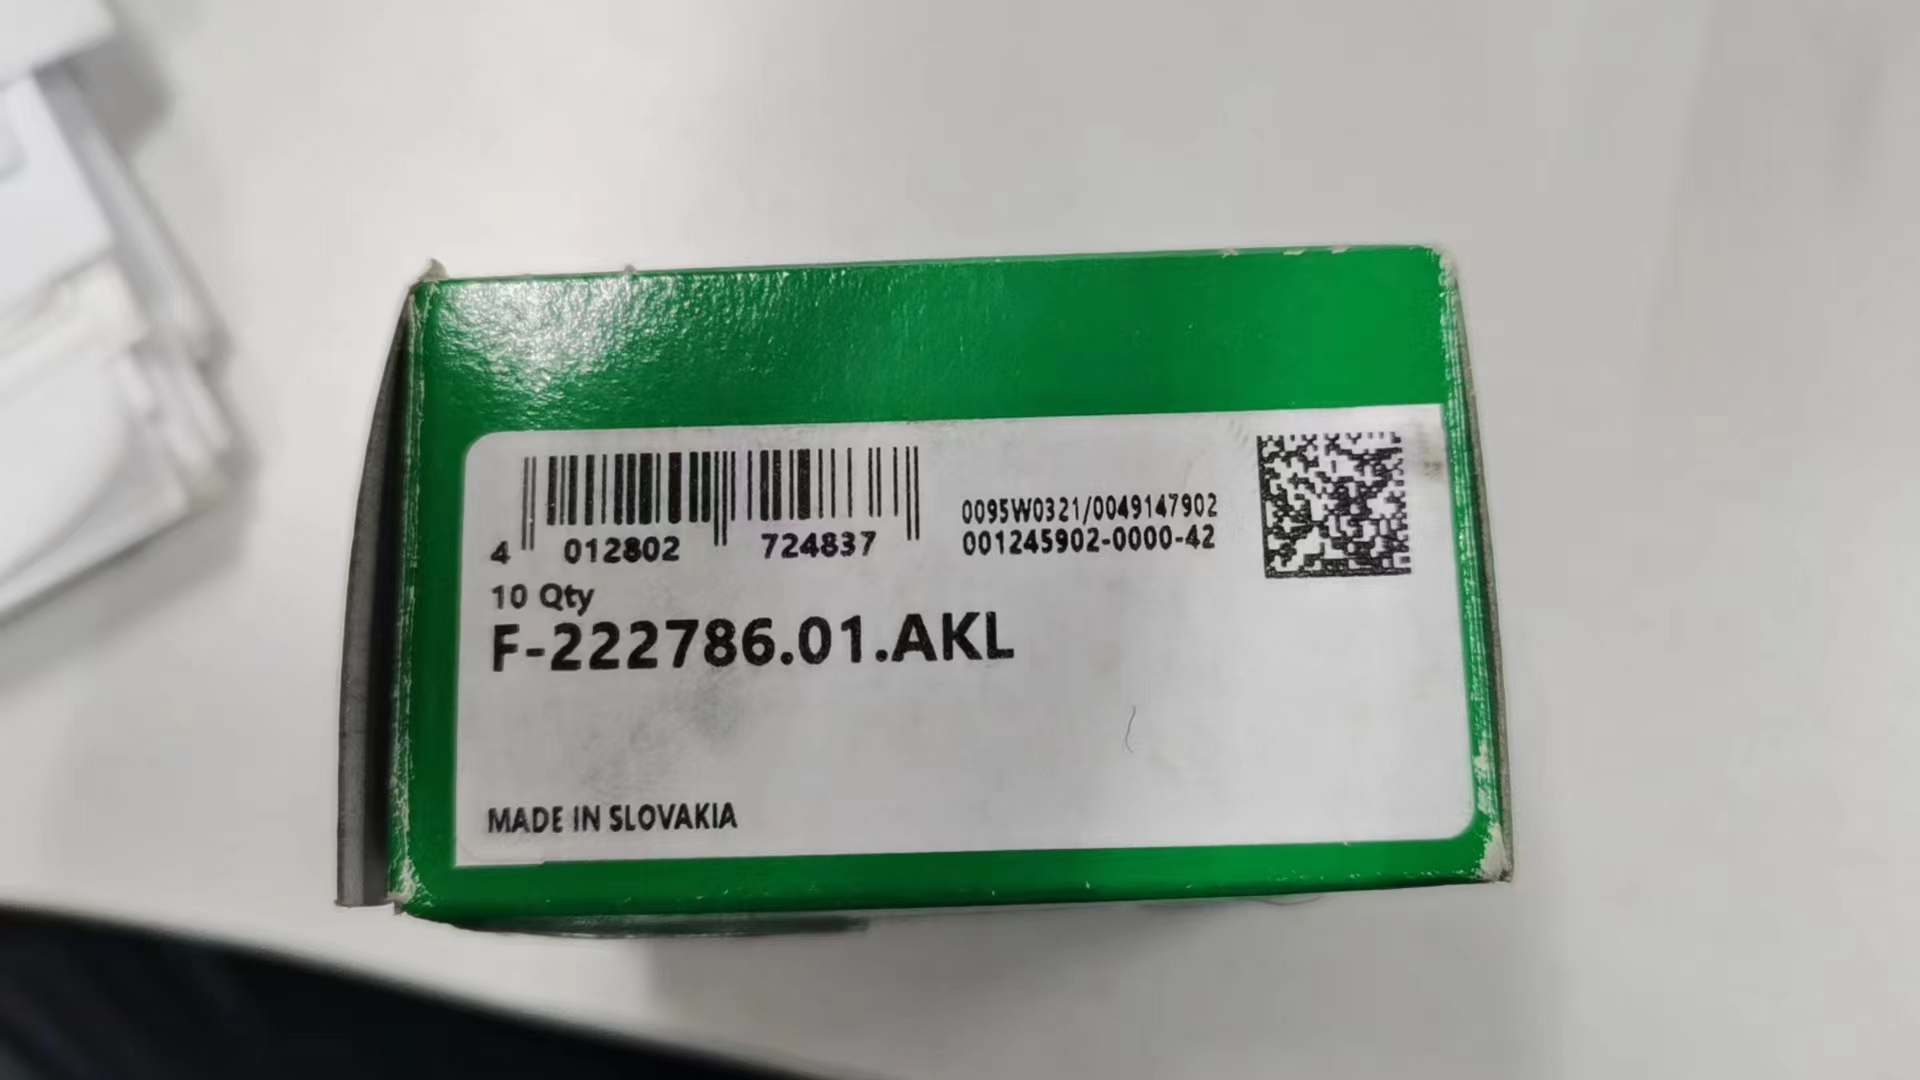 4 012802 724837
0095W0321/0049147902
001245902-0000-42
10 Qty
F-222786.01.AKL
MADE IN SLOVAKIA